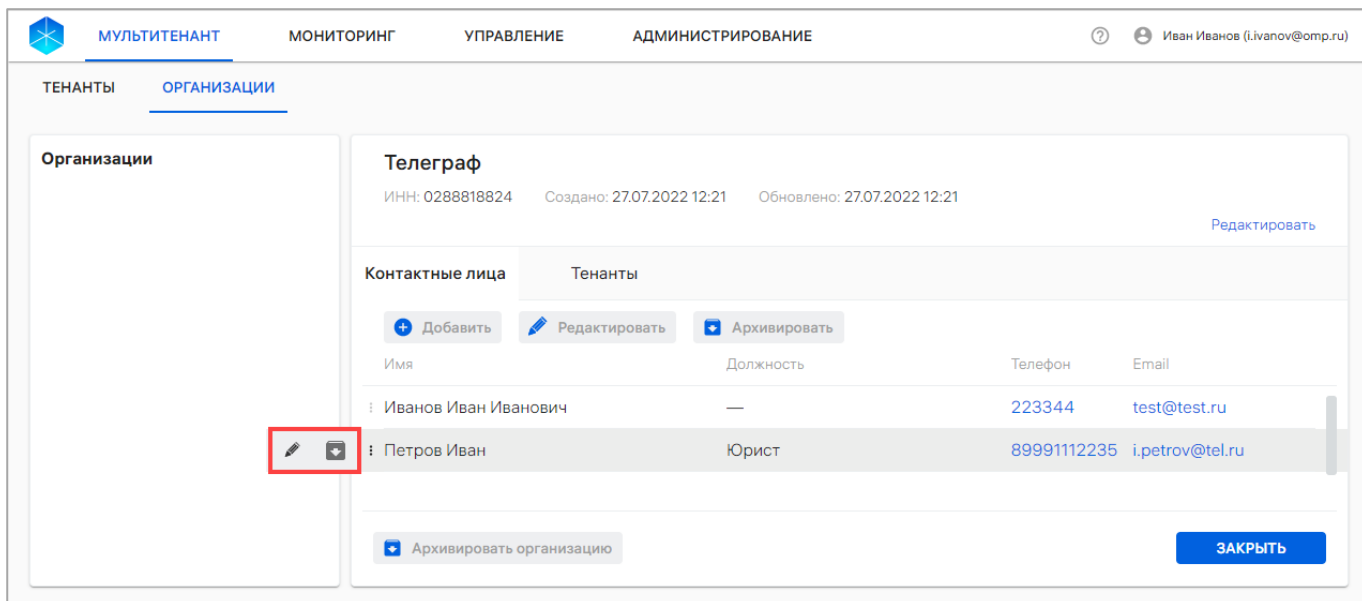 МУЛЬТИТЕНАНТ МОНИТОРИНГ УПРАВЛЕНИЕ АДМИНИСТРИРОВАНИЕ Иван Иванов (i.ivanov@omp.ru)
ТЕНАНТЫ ОРГАНИЗАЦИИ
Организации
Телеграф
ИНН: 0288818824 Создано: 27.07.2022 12:21 Обновлено: 27.07.2022 12:21
Редактировать
Контактные лица Тенанты
Добавить Редактировать Архивировать
Имя Должность Телефон Email
Иванов Иван Иванович — 223344 test@test.ru
Петров Иван Юрист 89991112235 i.petrov@tel.ru
Архивировать организацию ЗАКРЫТЬ